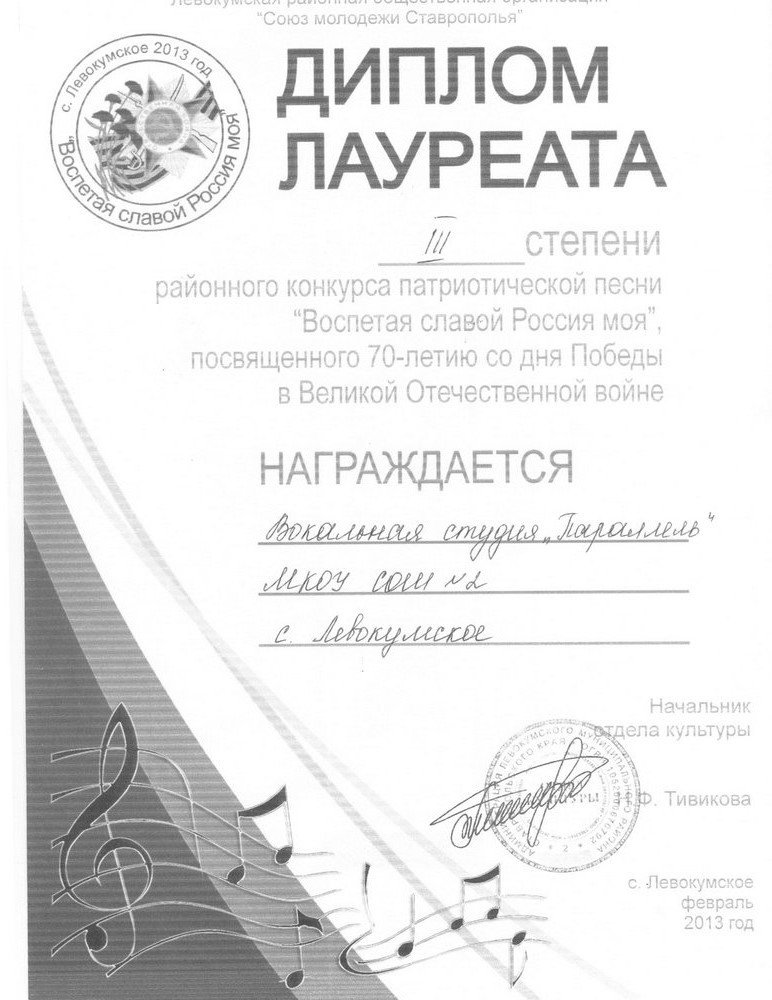 Левокумская районная общественная организация
"Союз молодежи Ставрополья"
с. Левокумское 2013 год
"Воспетая славой Россия моя"
ДИПЛОМ
ЛАУРЕАТА
III степени
районного конкурса патриотической песни
"Воспетая славой Россия моя",
посвященного 70-летию со дня Победы
в Великой Отечественной войне
НАГРАЖДАЕТСЯ
Вокальная студия „Параллель"
МКОУ СОШ №2
с. Левокумское
Начальник
отдела культуры
Н.Ф. Тивикова
с. Левокумское
февраль
2013 год